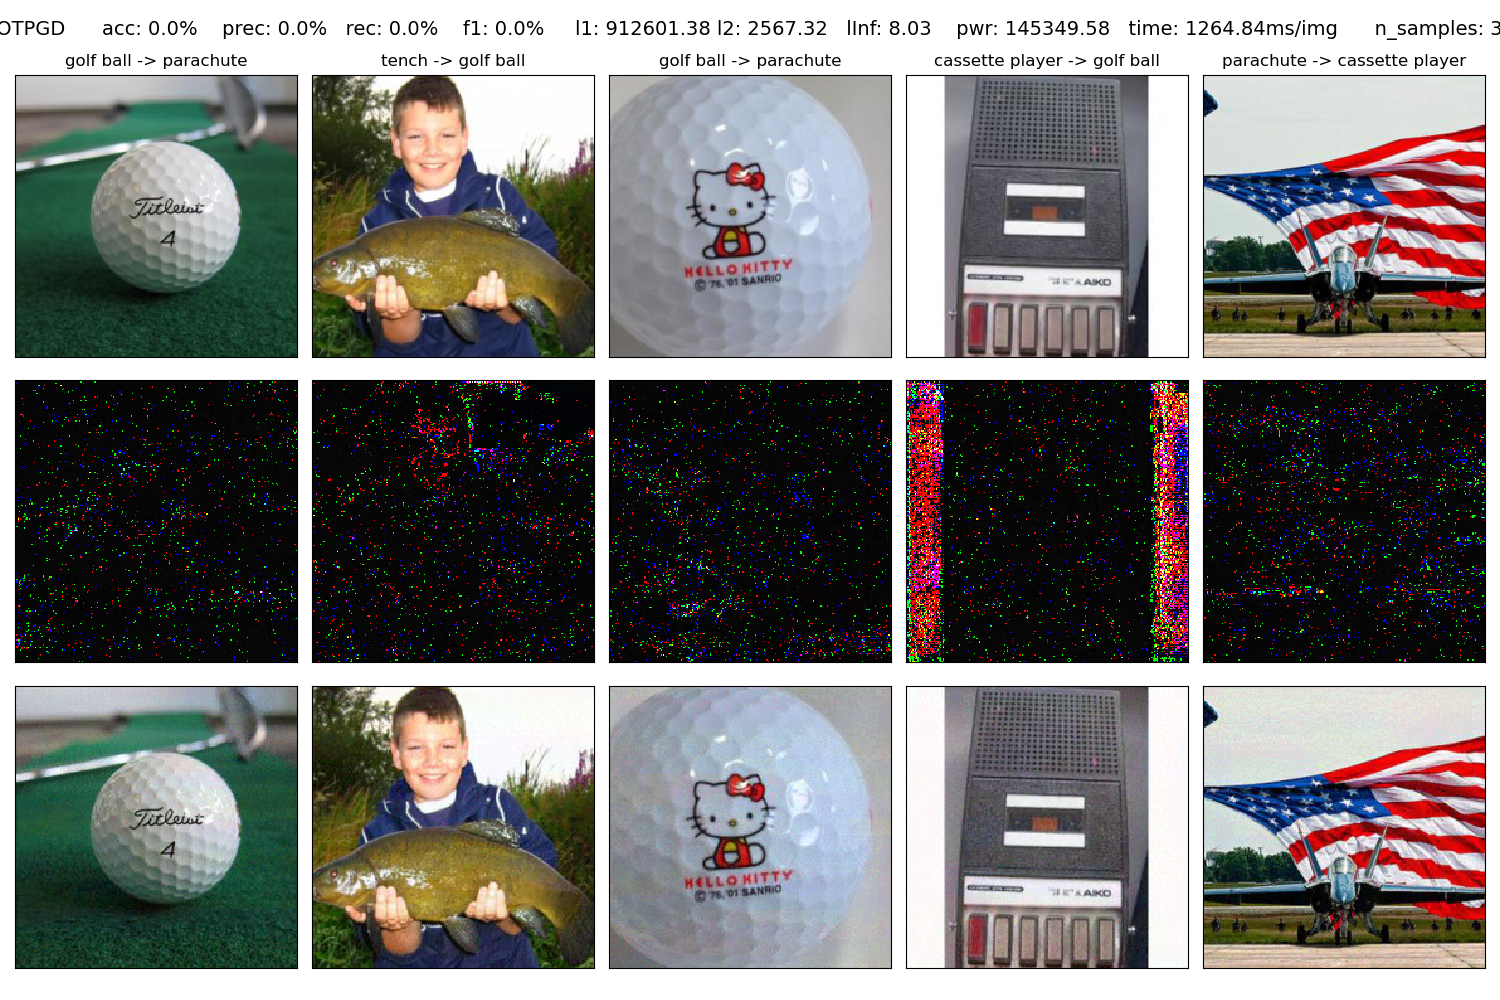 OTPGD acc: 0.0% prec: 0.0% rec: 0.0% f1: 0.0% l1: 912601.38 l2: 2567.32 lInf: 8.03 pwr: 145349.58 time: 1264.84ms/img n_samples: 3
golf ball -> parachute
tench -> golf ball
golf ball -> parachute
cassette player -> golf ball
parachute -> cassette player
Titleist
4
HELLO KITTY
© '76, '01 SANRIO
AIKO
Titleist
4
HELLO KITTY
© '76, '01 SANRIO
AIKO